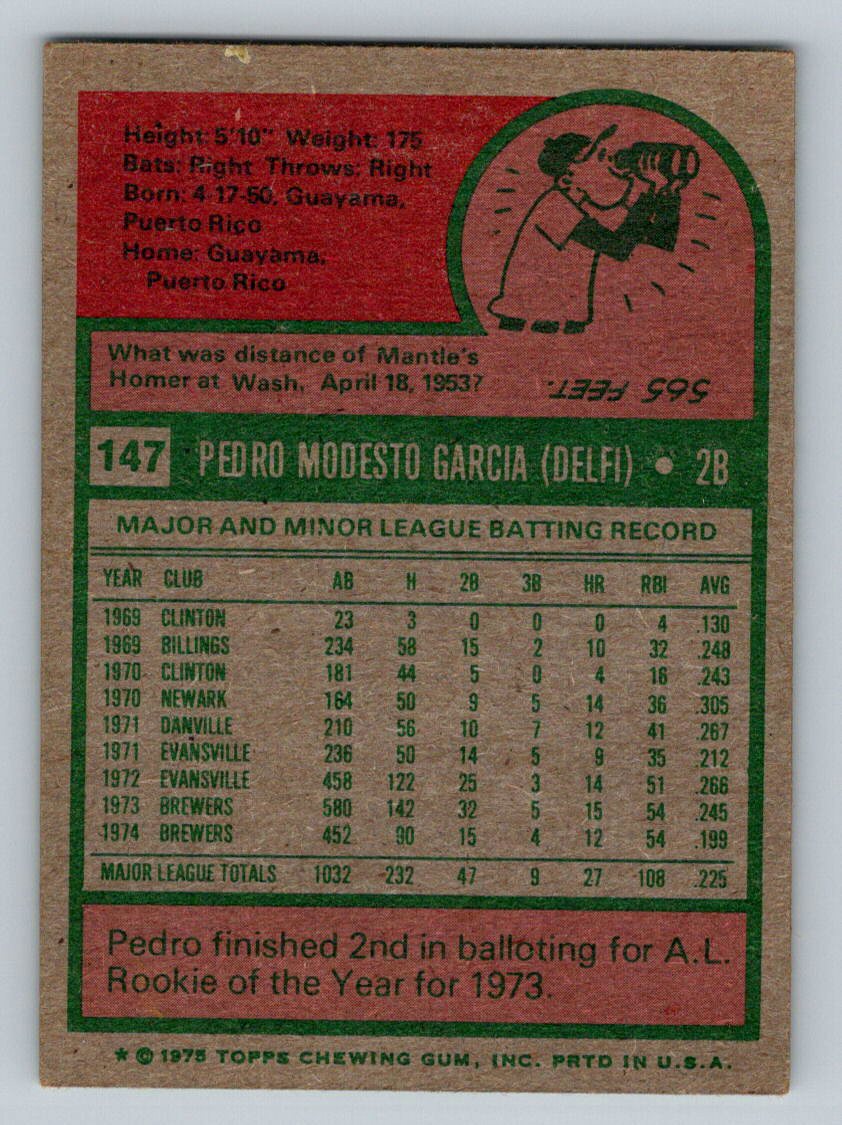 Height: 5'10" Weight: 175
Bats: Right Throws: Right
Born: 4-17-50, Guayama,
Puerto Rico
Home: Guayama,
Puerto Rico
What was distance of Mantle's
Homer at Wash. April 18, 1953?
565 FEET.
147 PEDRO MODESTO GARCIA (DELFI) • 2B
MAJOR AND MINOR LEAGUE BATTING RECORD
YEAR CLUB AB H 2B 3B HR RBI AVG
1969 CLINTON 23 3 0 0 0 4 .130
1969 BILLINGS 234 58 15 2 10 32 .248
1970 CLINTON 181 44 5 0 4 16 .243
1970 NEWARK 164 50 9 5 14 36 .305
1971 DANVILLE 210 56 10 7 12 41 .267
1971 EVANSVILLE 236 50 14 5 9 35 .212
1972 EVANSVILLE 458 122 25 3 14 51 .266
1973 BREWERS 580 142 32 5 15 54 .245
1974 BREWERS 452 90 15 4 12 54 .199
MAJOR LEAGUE TOTALS 1032 232 47 9 27 108 .225
Pedro finished 2nd in balloting for A.L.
Rookie of the Year for 1973.
* © 1975 TOPPS CHEWING GUM, INC. PRTD IN U.S.A.